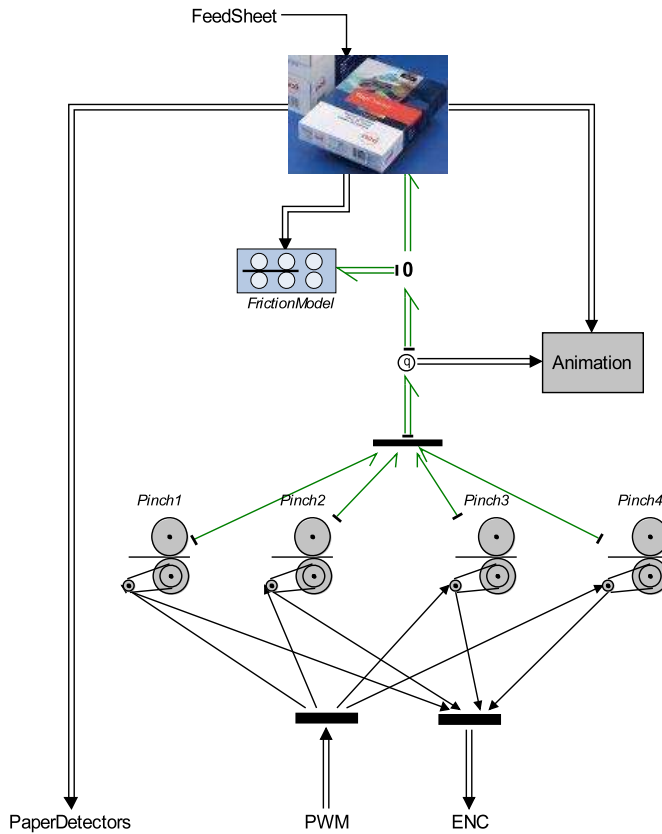 FeedSheet
0
FrictionModel
q
Animation
Pinch1
Pinch2
Pinch3
Pinch4
PaperDetectors
PWM
ENC